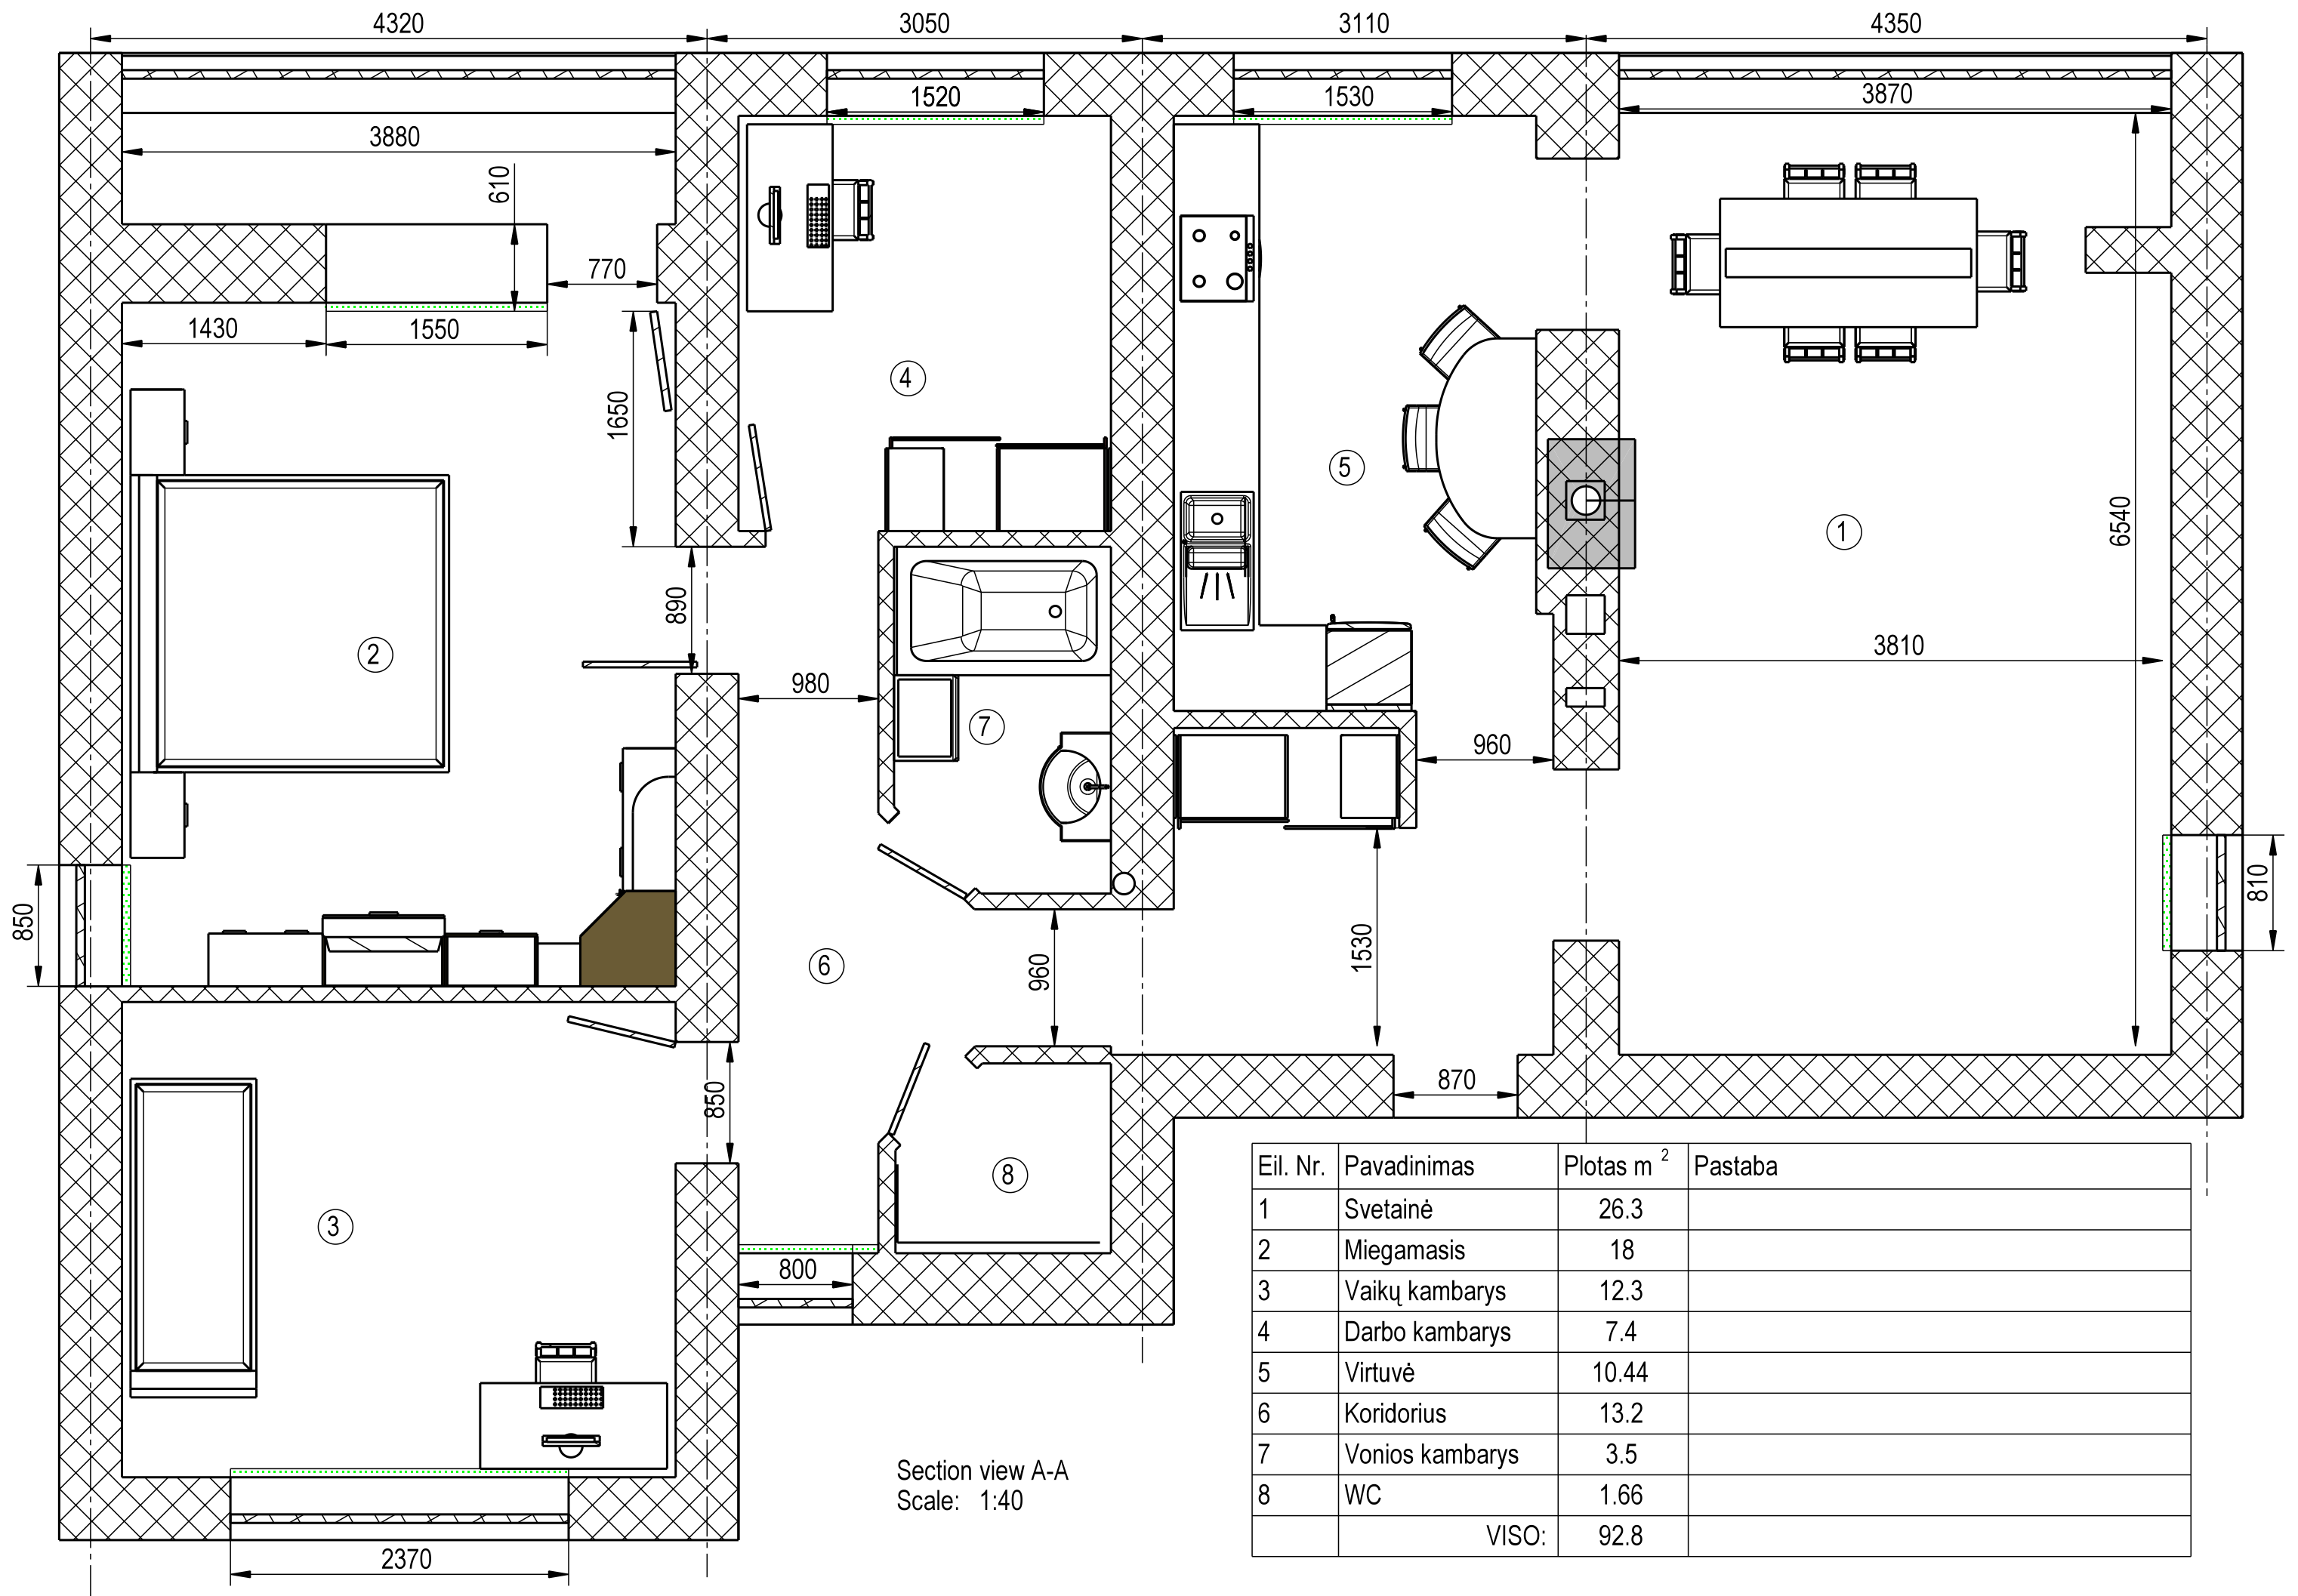 4320 3050 3110 4350
1520 1530 3870
3880
610
770
1430 1550
1650
4
5
6540
1
890
2
3810
980
7
960
850
810
1530
6
960
870
850
8
3
800
2370
Section view A-A
Scale: 1:40
Eil. Nr. Pavadinimas Plotas m 2 Pastaba
1 Svetainė 26.3
2 Miegamasis 18
3 Vaikų kambarys 12.3
4 Darbo kambarys 7.4
5 Virtuvė 10.44
6 Koridorius 13.2
7 Vonios kambarys 3.5
8 WC 1.66
VISO: 92.8